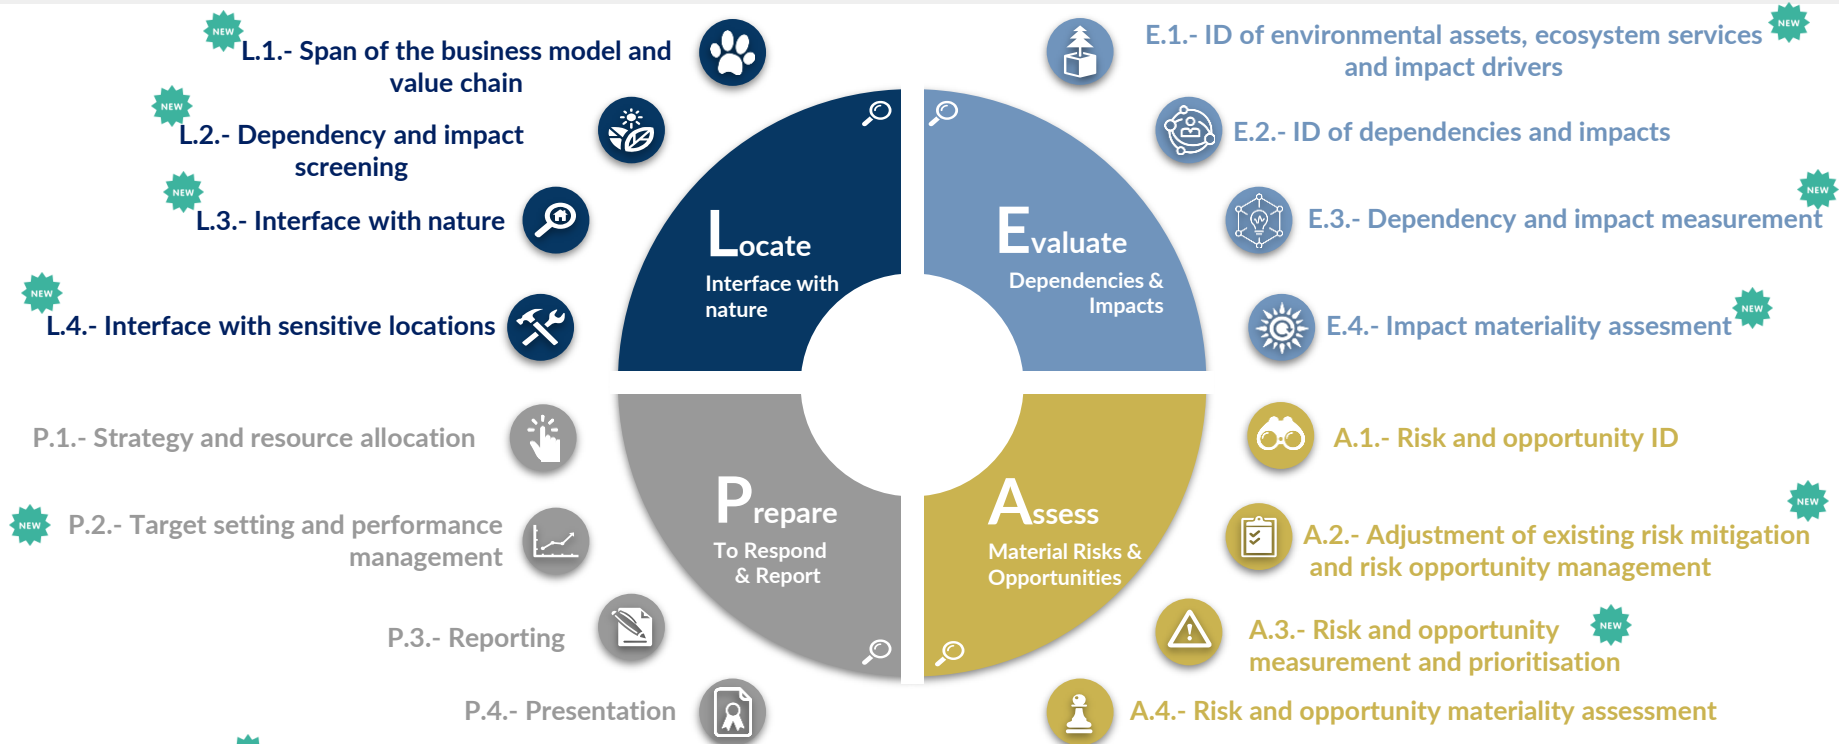 NEW
L.1.- Span of the business model and
value chain
NEW
L.2.- Dependency and impact
screening
NEW
L.3.- Interface with nature
NEW
L.4.- Interface with sensitive locations
E.1.- ID of environmental assets, ecosystem services
and impact drivers
NEW
E.2.- ID of dependencies and impacts
E.3.- Dependency and impact measurement
NEW
E.4.- Impact materiality assesment
NEW
Locate
Interface with
nature
Evaluate
Dependencies &
Impacts
Prepare
To Respond
& Report
Assess
Material Risks &
Opportunities
P.1.- Strategy and resource allocation
NEW
P.2.- Target setting and performance
management
P.3.- Reporting
P.4.- Presentation
A.1.- Risk and opportunity ID
NEW
A.2.- Adjustment of existing risk mitigation
and risk opportunity management
A.3.- Risk and opportunity
measurement and prioritisation
NEW
A.4.- Risk and opportunity materiality assessment